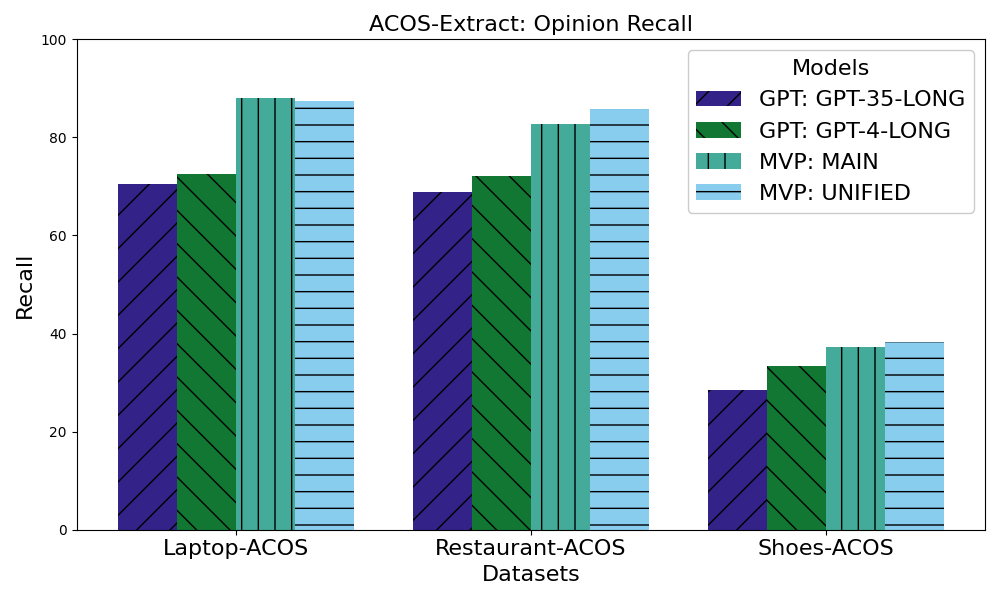 ACOS-Extract: Opinion Recall
100
80
60
40
20
0
Recall
Models
GPT: GPT-35-LONG
GPT: GPT-4-LONG
MVP: MAIN
MVP: UNIFIED
Laptop-ACOS
Restaurant-ACOS
Shoes-ACOS
Datasets